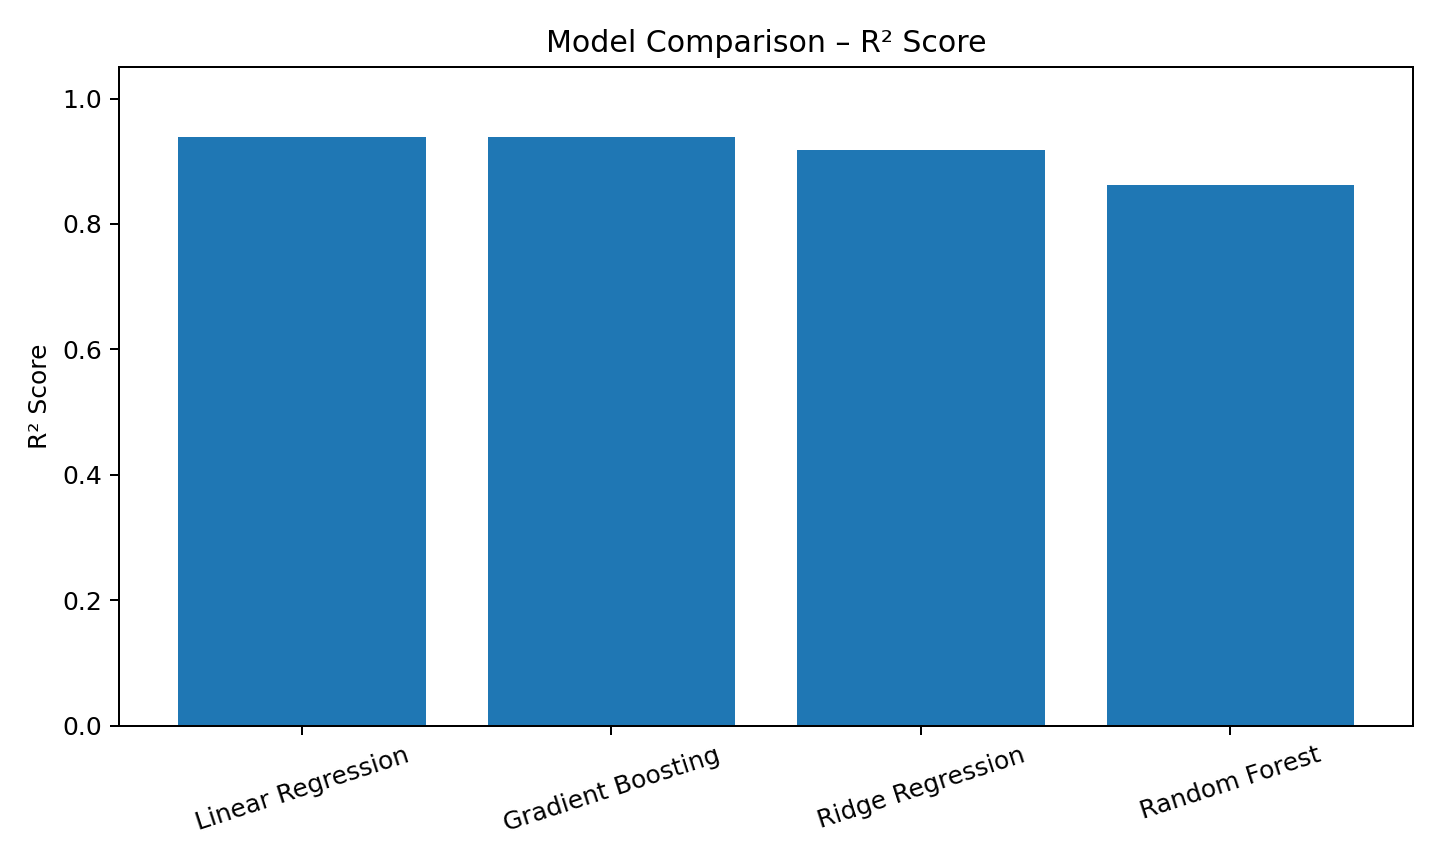 Model Comparison – R² Score
R² Score
1.0
0.8
0.6
0.4
0.2
0.0
Linear Regression
Gradient Boosting
Ridge Regression
Random Forest